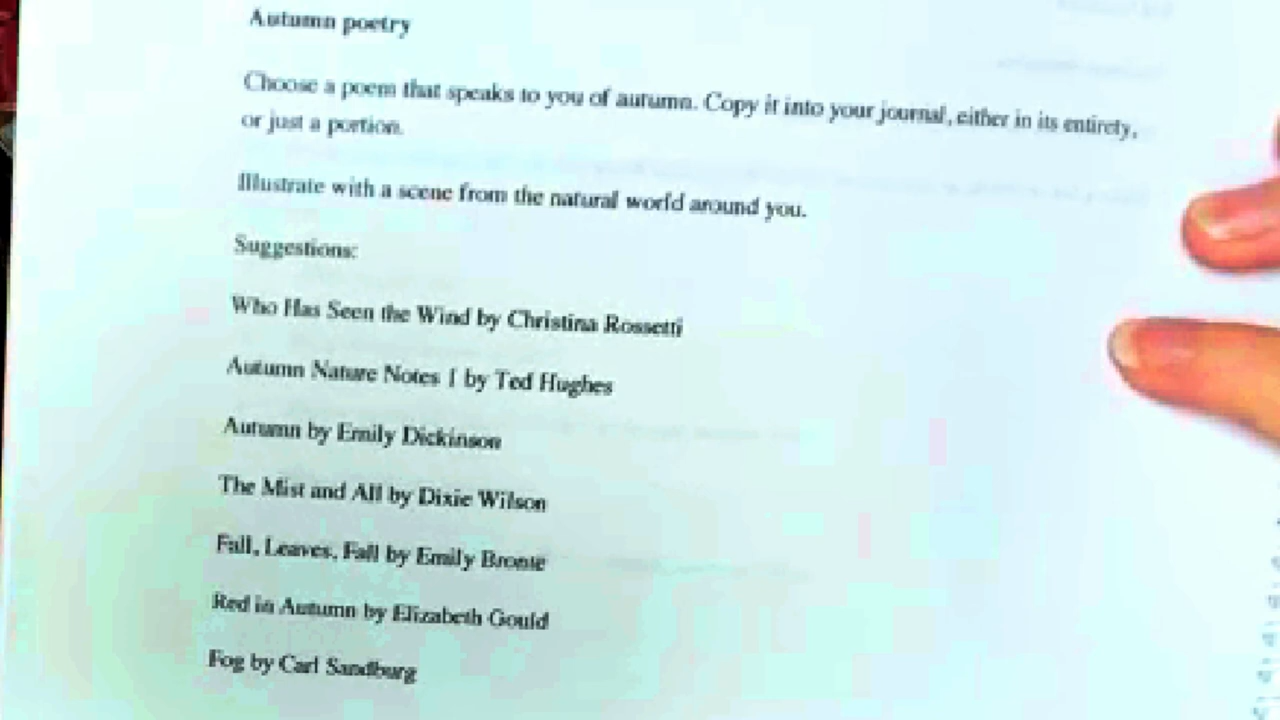 Autumn poetry
Choose a poem that speaks to you of autumn. Copy it into your journal, either in its entirety,
or just a portion.
Illustrate with a scene from the natural world around you.
Suggestions:
Who Has Seen the Wind by Christina Rossetti
Autumn Nature Notes I by Ted Hughes
Autumn by Emily Dickinson
The Mist and All by Dixie Wilson
Fall, Leaves, Fall by Emily Bronte
Red in Autumn by Elizabeth Gould
Fog by Carl Sandburg